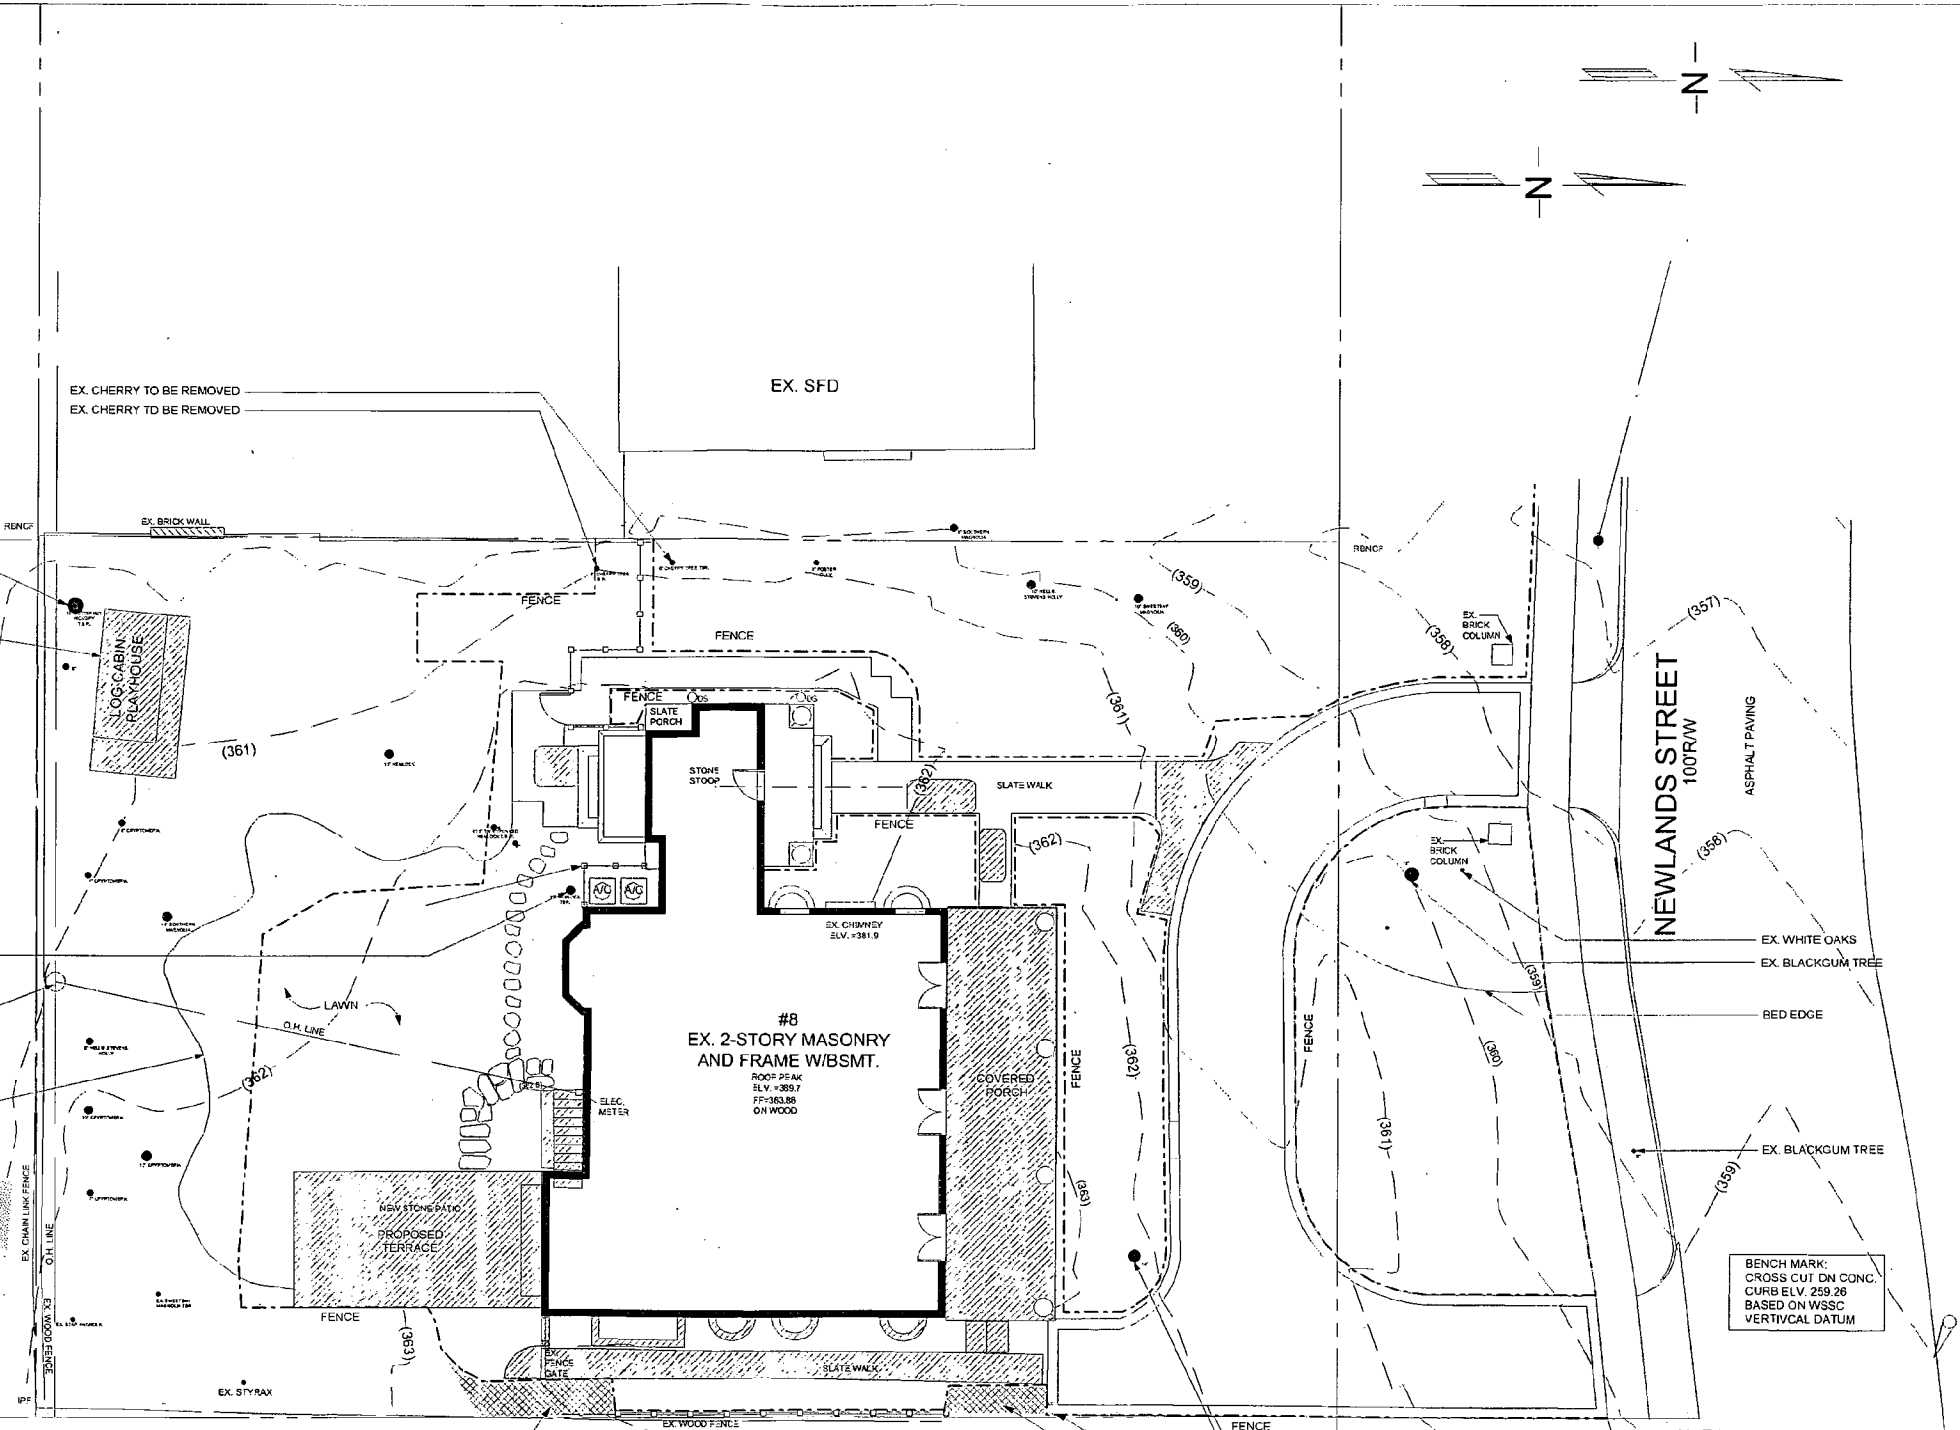 N
N
EX. SFD
EX. CHERRY TO BE REMOVED
EX. CHERRY TD BE REMOVED
RBNCF
EX. BRICK WALL
RBNCF
FENCE
FENCE
FENCE
SLATE
PORCH
STONE
STOOP
LOG CABIN
PLAYHOUSE
(361)
(359)
(360)
(358)
(357)
(361)
(362)
EX.
BRICK
COLUMN
SLATE WALK
FENCE
(362)
EX.
BRICK
COLUMN
NEWLANDS STREET
100'R/W
ASPHALT PAVING
(358)
A/C
A/C
EX. CHIMNEY
ELV. =381.9
EX. WHITE OAKS
EX. BLACKGUM TREE
(359)
BED EDGE
LAWN
O.H. LINE
#8
EX. 2-STORY MASONRY
AND FRAME W/BSMT.
ROOF PEAK
ELV. =389.7
FF=363.88
ON WOOD
(362)
ELEC.
METER
COVERED
PORCH
FENCE
(362)
FENCE
(360)
(361)
EX. BLACKGUM TREE
(359)
(363)
NEW STONE PATIO
PROPOSED
TERRACE
EX CHAIN LINK FENCE
O.H. LINE
EX. WOOD FENCE
FENCE
(363)
BENCH MARK:
CROSS CUT DN CONC.
CURB ELV. 259.26
BASED ON WSSC
VERTIVCAL DATUM
EX.
FENCE
GATE
SLATE WALK
EX. STYRAX
IPF
EX. WOOD FENCE
FENCE